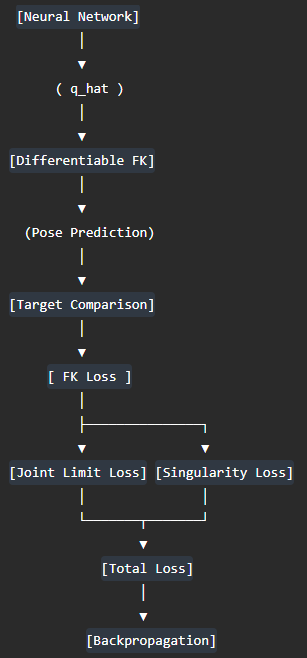 [Neural Network]
( q_hat )
[Differentiable FK]
(Pose Prediction)
[Target Comparison]
[ FK Loss ]
[Joint Limit Loss] [Singularity Loss]
[Total Loss]
[Backpropagation]